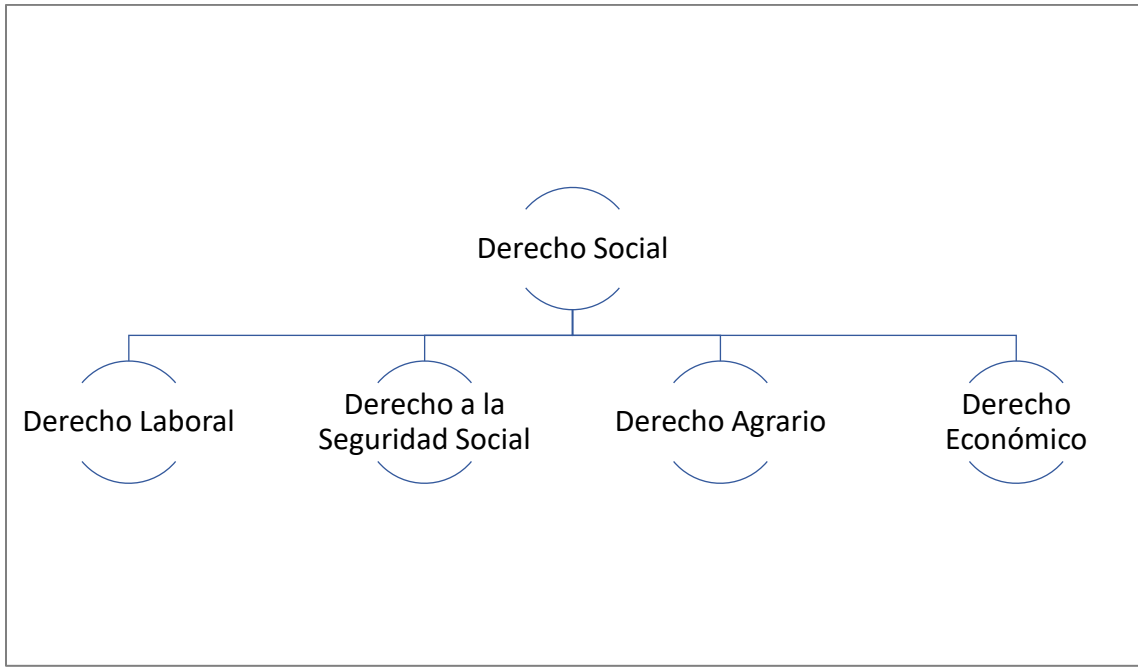 Derecho Social
Derecho Laboral
Derecho a la
Seguridad Social
Derecho Agrario
Derecho
Económico